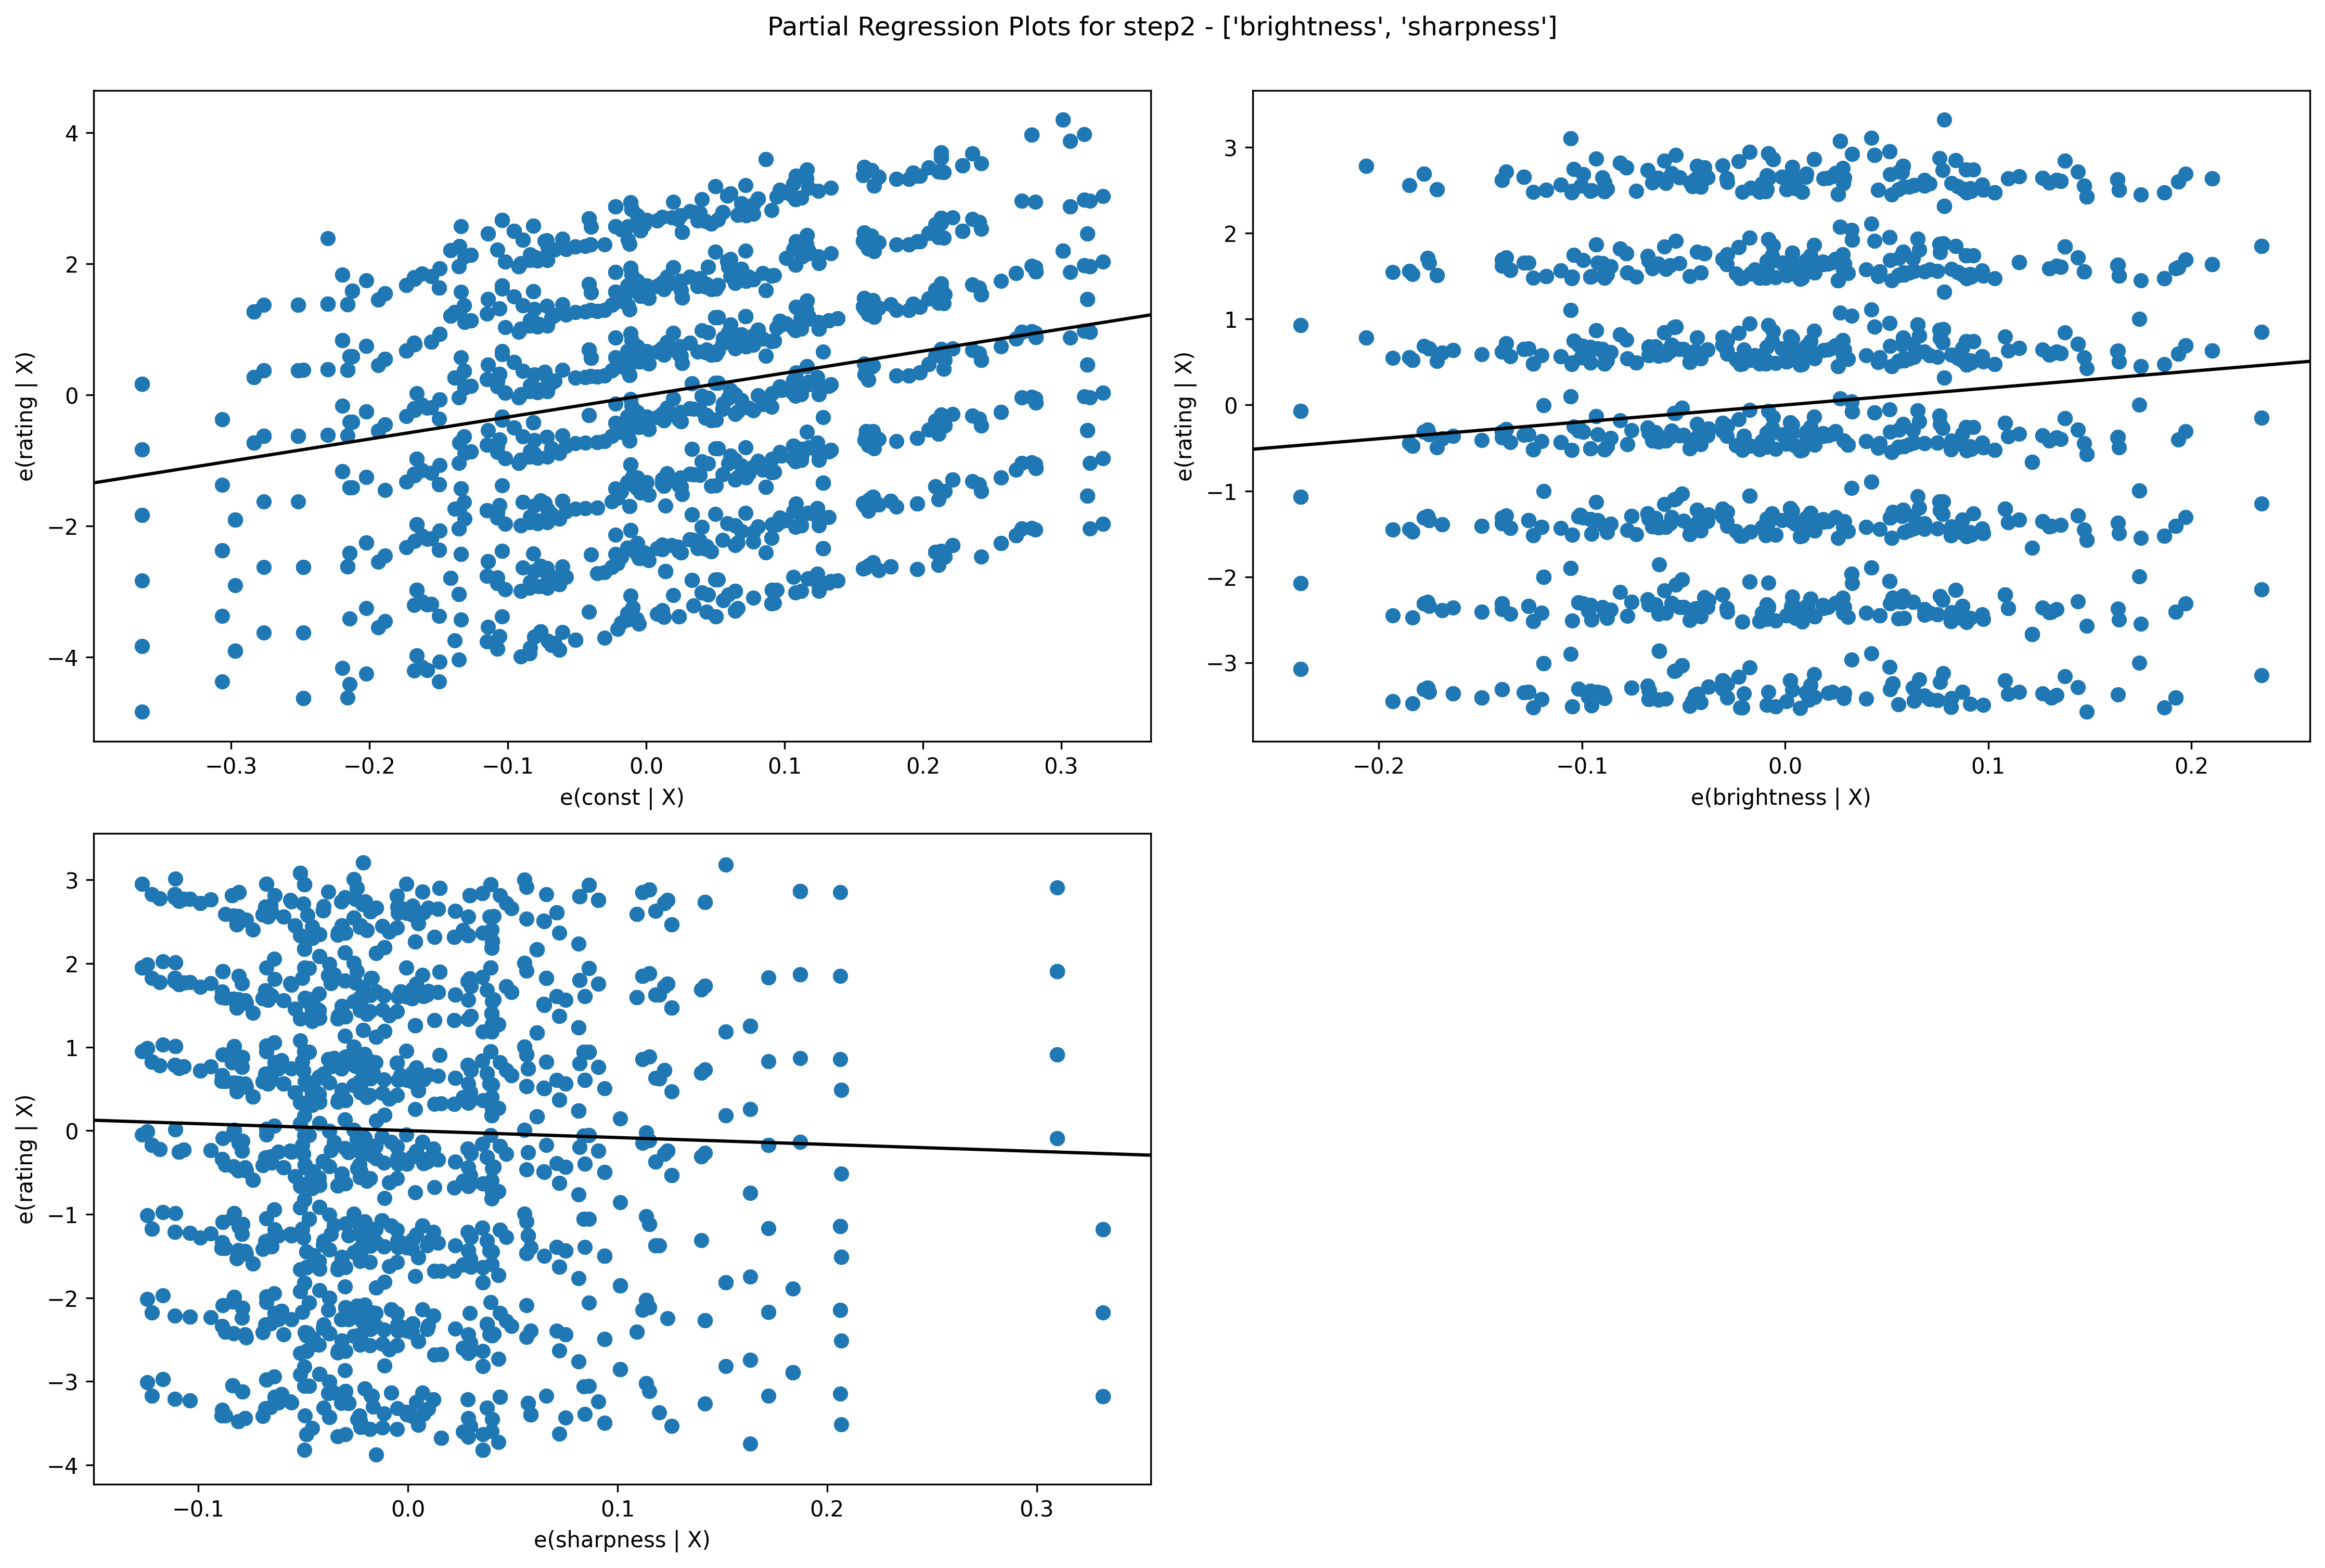 Partial Regression Plots for step2 - ['brightness', 'sharpness']
4
2
0
−2
−4
e(rating | X)
−0.3 −0.2 −0.1 0.0 0.1 0.2 0.3
e(const | X)
3
2
1
0
−1
−2
−3
e(rating | X)
−0.2 −0.1 0.0 0.1 0.2
e(brightness | X)
3
2
1
0
−1
−2
−3
−4
e(rating | X)
−0.1 0.0 0.1 0.2 0.3
e(sharpness | X)